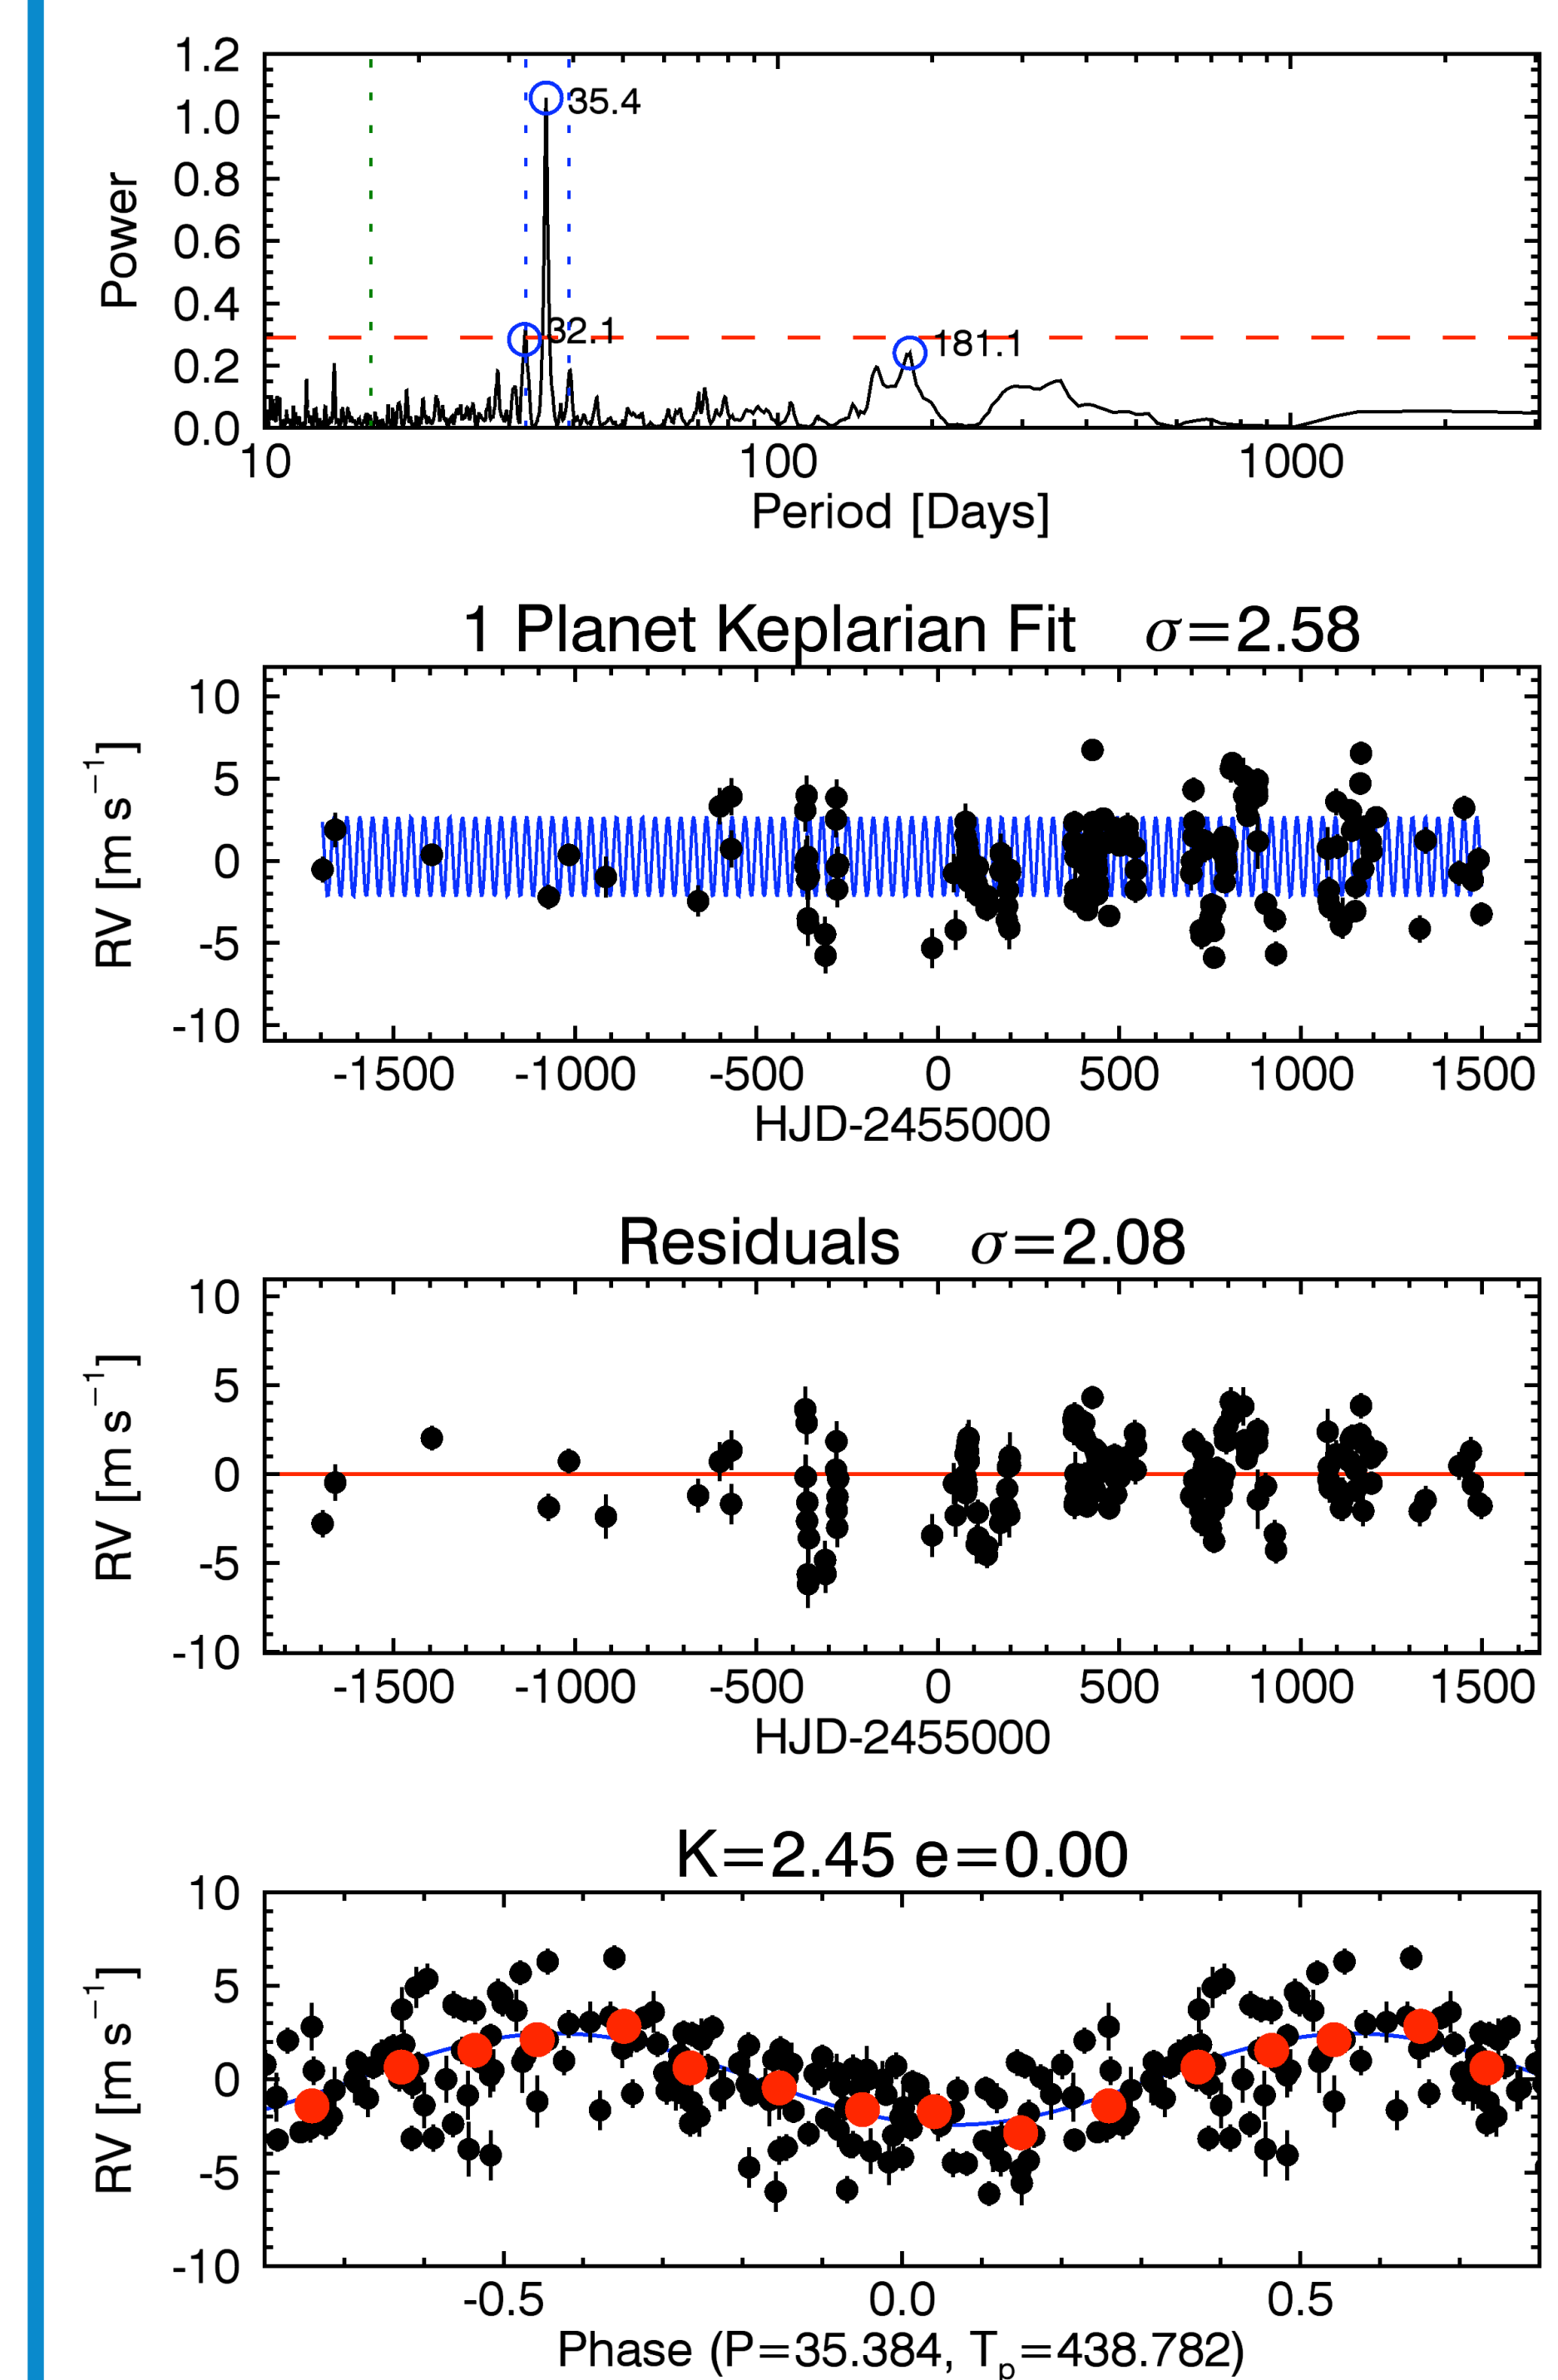 1.2
1.0
0.8
0.6
0.4
0.2
0.0
Power
35.4
32.1
181.1
10 100 1000
Period [Days]
1 Planet Keplarian Fit σ=2.58
10
5
0
-5
-10
RV [m s⁻¹]
-1500 -1000 -500 0 500 1000 1500
HJD-2455000
Residuals σ=2.08
10
5
0
-5
-10
RV [m s⁻¹]
-1500 -1000 -500 0 500 1000 1500
HJD-2455000
K=2.45 e=0.00
10
5
0
-5
-10
RV [m s⁻¹]
-0.5 0.0 0.5
Phase (P=35.384, Tₚ=438.782)